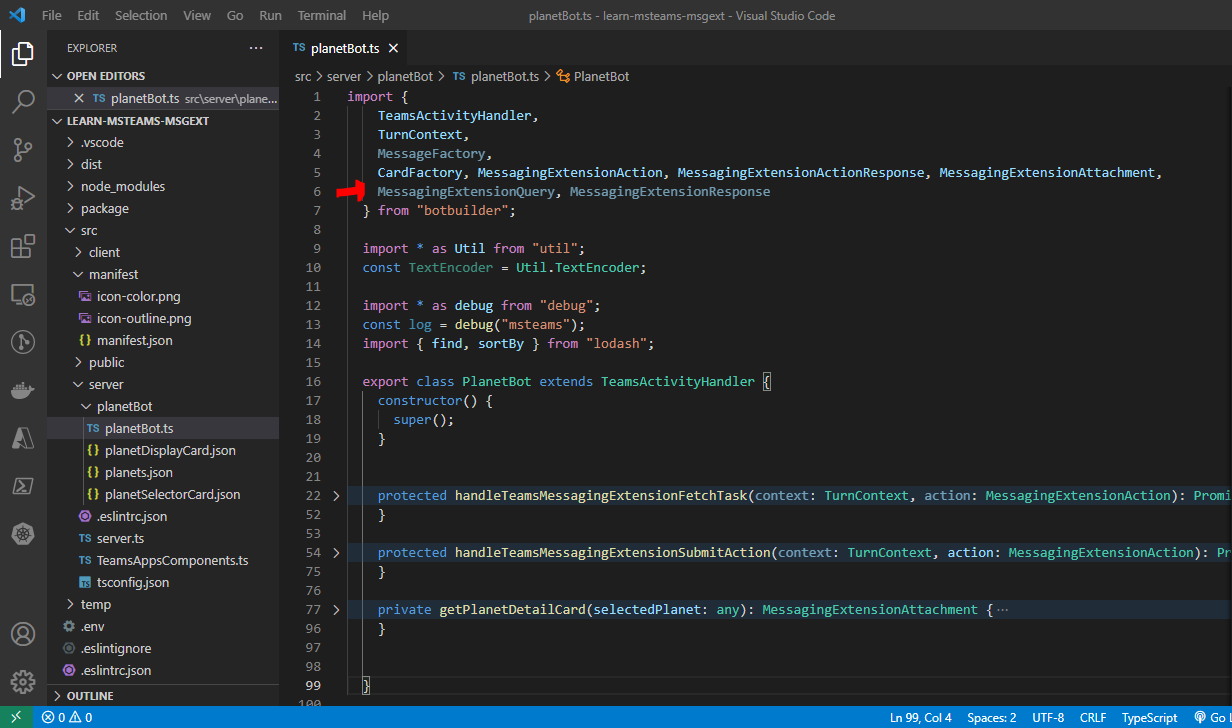 File Edit Selection View Go Run Terminal Help planetBot.ts - learn-msteams-msgext - Visual Studio Code
EXPLORER ···
OPEN EDITORS
TS planetBot.ts src\server\plane...
LEARN-MSTEAMS-MSGEXT
.vscode
dist
node_modules
package
src
client
manifest
icon-color.png
icon-outline.png
{} manifest.json
public
server
planetBot
TS planetBot.ts
{} planetDisplayCard.json
{} planets.json
{} planetSelectorCard.json
.eslintrc.json
TS server.ts
TS TeamsAppsComponents.ts
TS tsconfig.json
temp
.env
.eslintignore
.eslintrc.json
OUTLINE
TS planetBot.ts
src > server > planetBot > TS planetBot.ts > PlanetBot
1 import {
2 TeamsActivityHandler,
3 TurnContext,
4 MessageFactory,
5 CardFactory, MessagingExtensionAction, MessagingExtensionActionResponse, MessagingExtensionAttachment,
6 MessagingExtensionQuery, MessagingExtensionResponse
7 } from "botbuilder";
8
9 import * as Util from "util";
10 const TextEncoder = Util.TextEncoder;
11
12 import * as debug from "debug";
13 const log = debug("msteams");
14 import { find, sortBy } from "lodash";
15
16 export class PlanetBot extends TeamsActivityHandler {
17 constructor() {
18 super();
19 }
20
21
22 protected handleTeamsMessagingExtensionFetchTask(context: TurnContext, action: MessagingExtensionAction): Promi
52 }
53
54 protected handleTeamsMessagingExtensionSubmitAction(context: TurnContext, action: MessagingExtensionAction): Pr
75 }
76
77 private getPlanetDetailCard(selectedPlanet: any): MessagingExtensionAttachment {···
96 }
97
98
99 }
100
0 0 Ln 99, Col 4 Spaces: 2 UTF-8 CRLF TypeScript Go